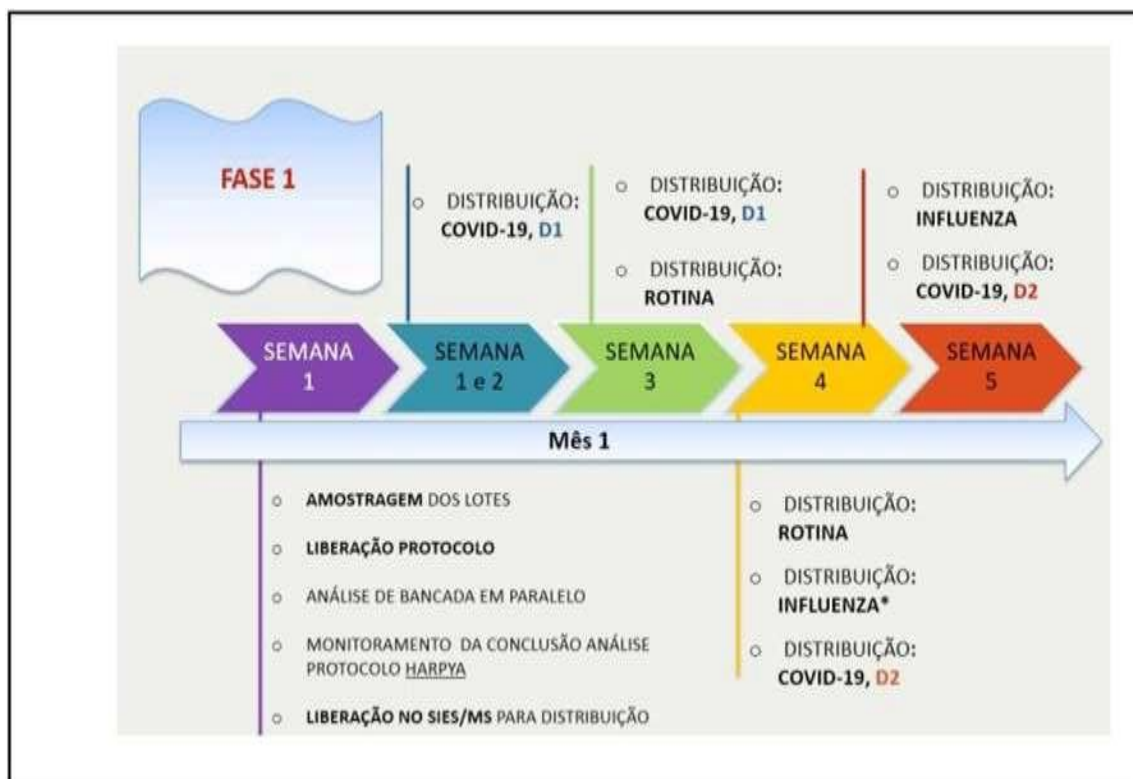 FASE 1
DISTRIBUIÇÃO:
COVID-19, D1
DISTRIBUIÇÃO:
COVID-19, D1
DISTRIBUIÇÃO:
ROTINA
DISTRIBUIÇÃO:
INFLUENZA
DISTRIBUIÇÃO:
COVID-19, D2
SEMANA
1
SEMANA
1 e 2
SEMANA
3
SEMANA
4
SEMANA
5
Mês 1
AMOSTRAGEM DOS LOTES
LIBERAÇÃO PROTOCOLO
ANÁLISE DE BANCADA EM PARALELO
MONITORAMENTO DA CONCLUSÃO ANÁLISE
PROTOCOLO HARPYA
LIBERAÇÃO NO SIES/MS PARA DISTRIBUIÇÃO
DISTRIBUIÇÃO:
ROTINA
DISTRIBUIÇÃO:
INFLUENZA*
DISTRIBUIÇÃO:
COVID-19, D2